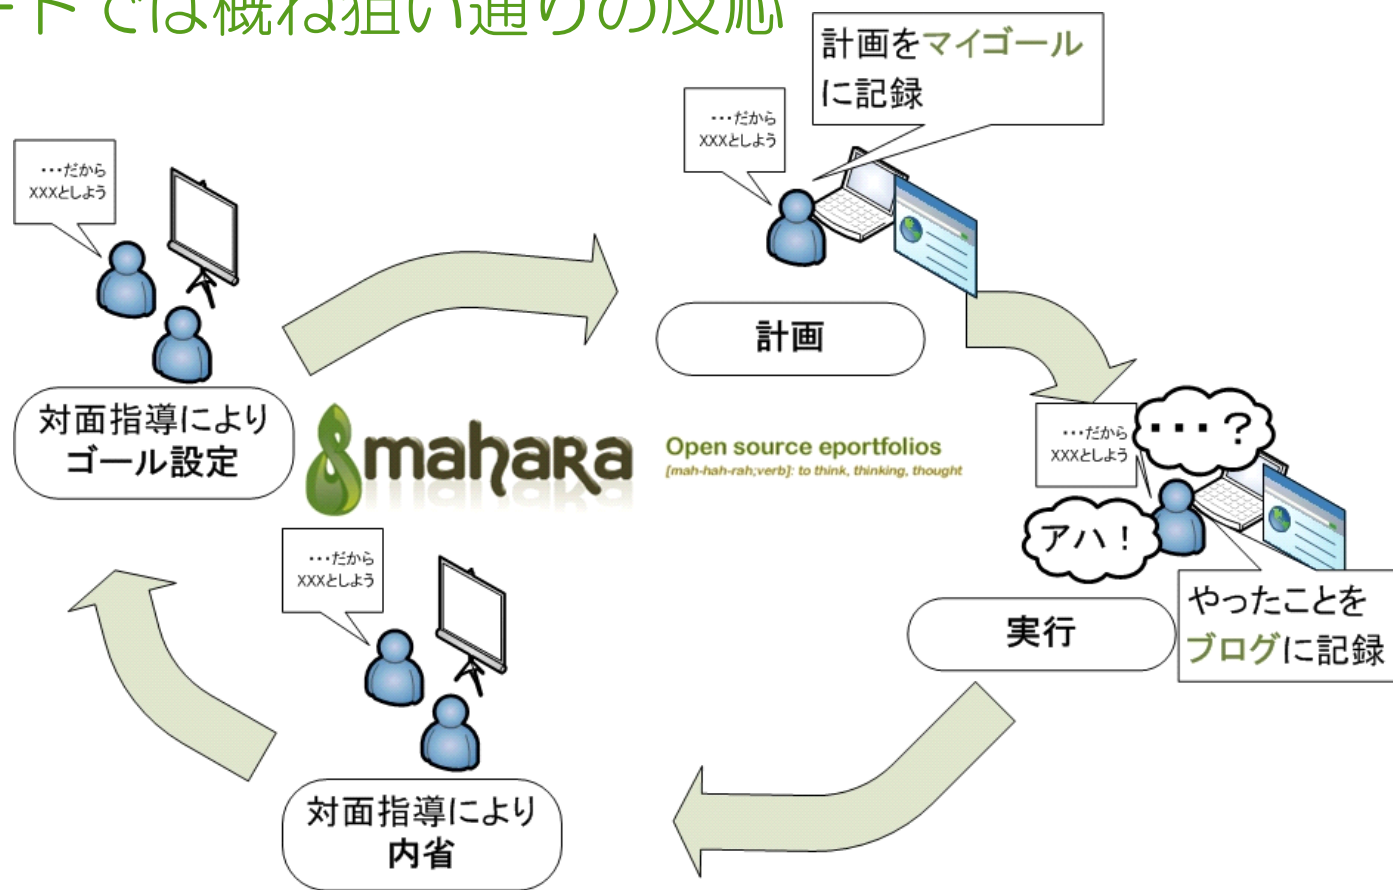 ートでは概ね狙い通りの反応
計画をマイゴール
に記録
・・・だから
XXXとしよう
・・・だから
XXXとしよう
計画
対面指導により
ゴール設定
mahara
Open source eportfolios
[mah-hah-rah;verb]: to think, thinking, thought
・・・だから
XXXとしよう
・・・？
アハ！
やったことを
ブログに記録
実行
・・・だから
XXXとしよう
対面指導により
内省